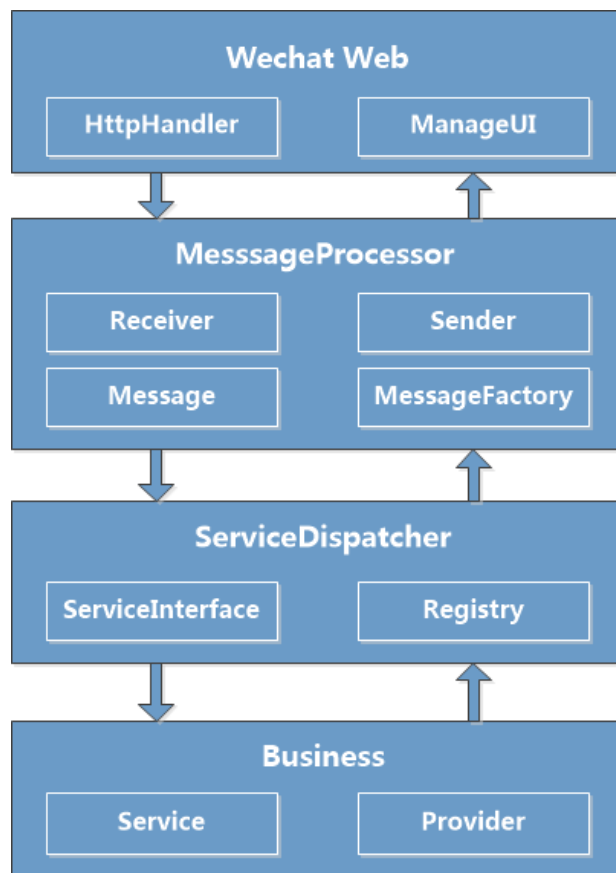 Wechat Web
HttpHandler
ManageUI
MesssageProcessor
Receiver
Sender
Message
MessageFactory
ServiceDispatcher
ServiceInterface
Registry
Business
Service
Provider